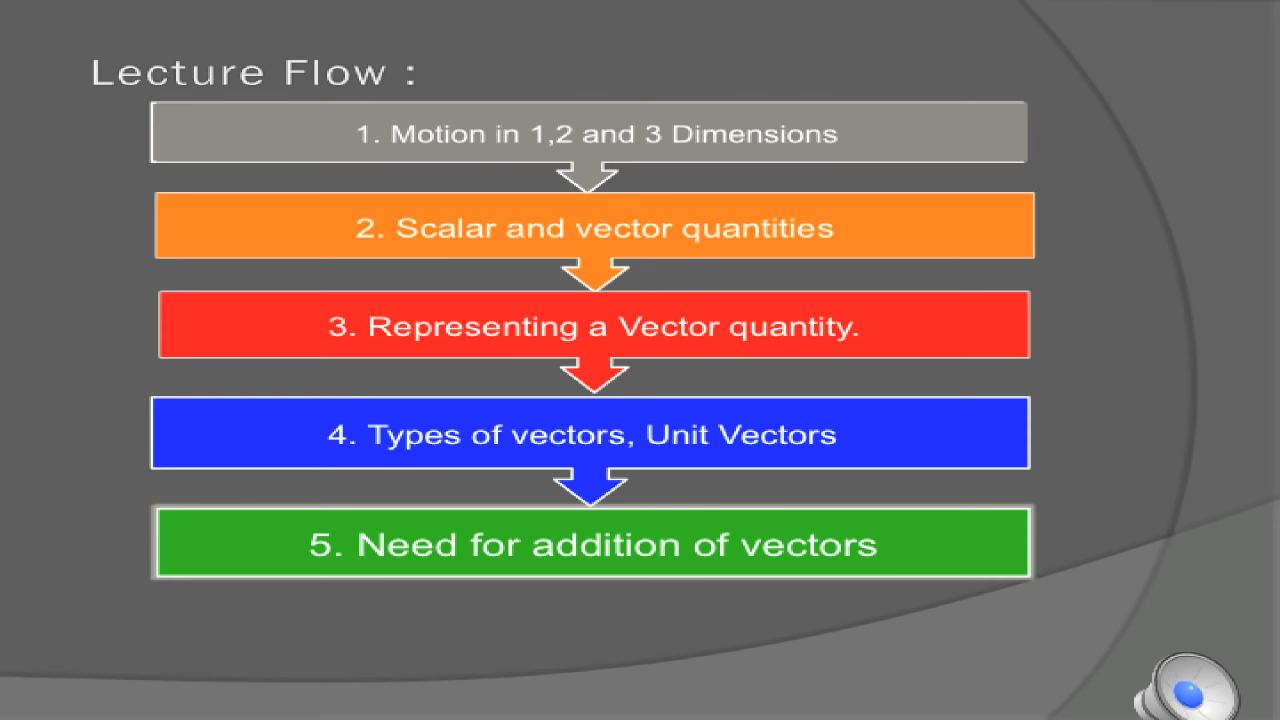 Lecture Flow :
1. Motion in 1,2 and 3 Dimensions
2. Scalar and vector quantities
3. Representing a Vector quantity.
4. Types of vectors, Unit Vectors
5. Need for addition of vectors